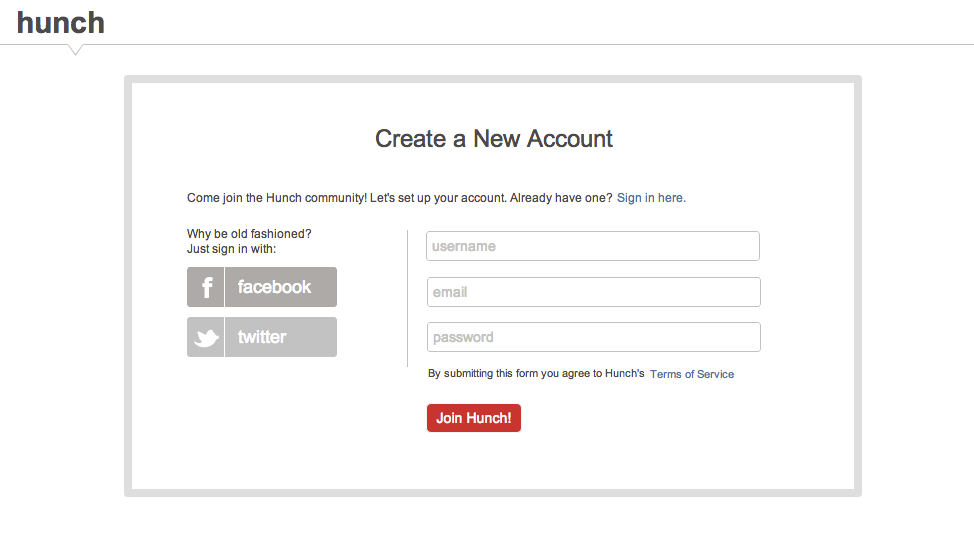 hunch
Create a New Account
Come join the Hunch community! Let's set up your account. Already have one? Sign in here.
Why be old fashioned?
Just sign in with:
f facebook
twitter
username
email
password
By submitting this form you agree to Hunch's Terms of Service
Join Hunch!